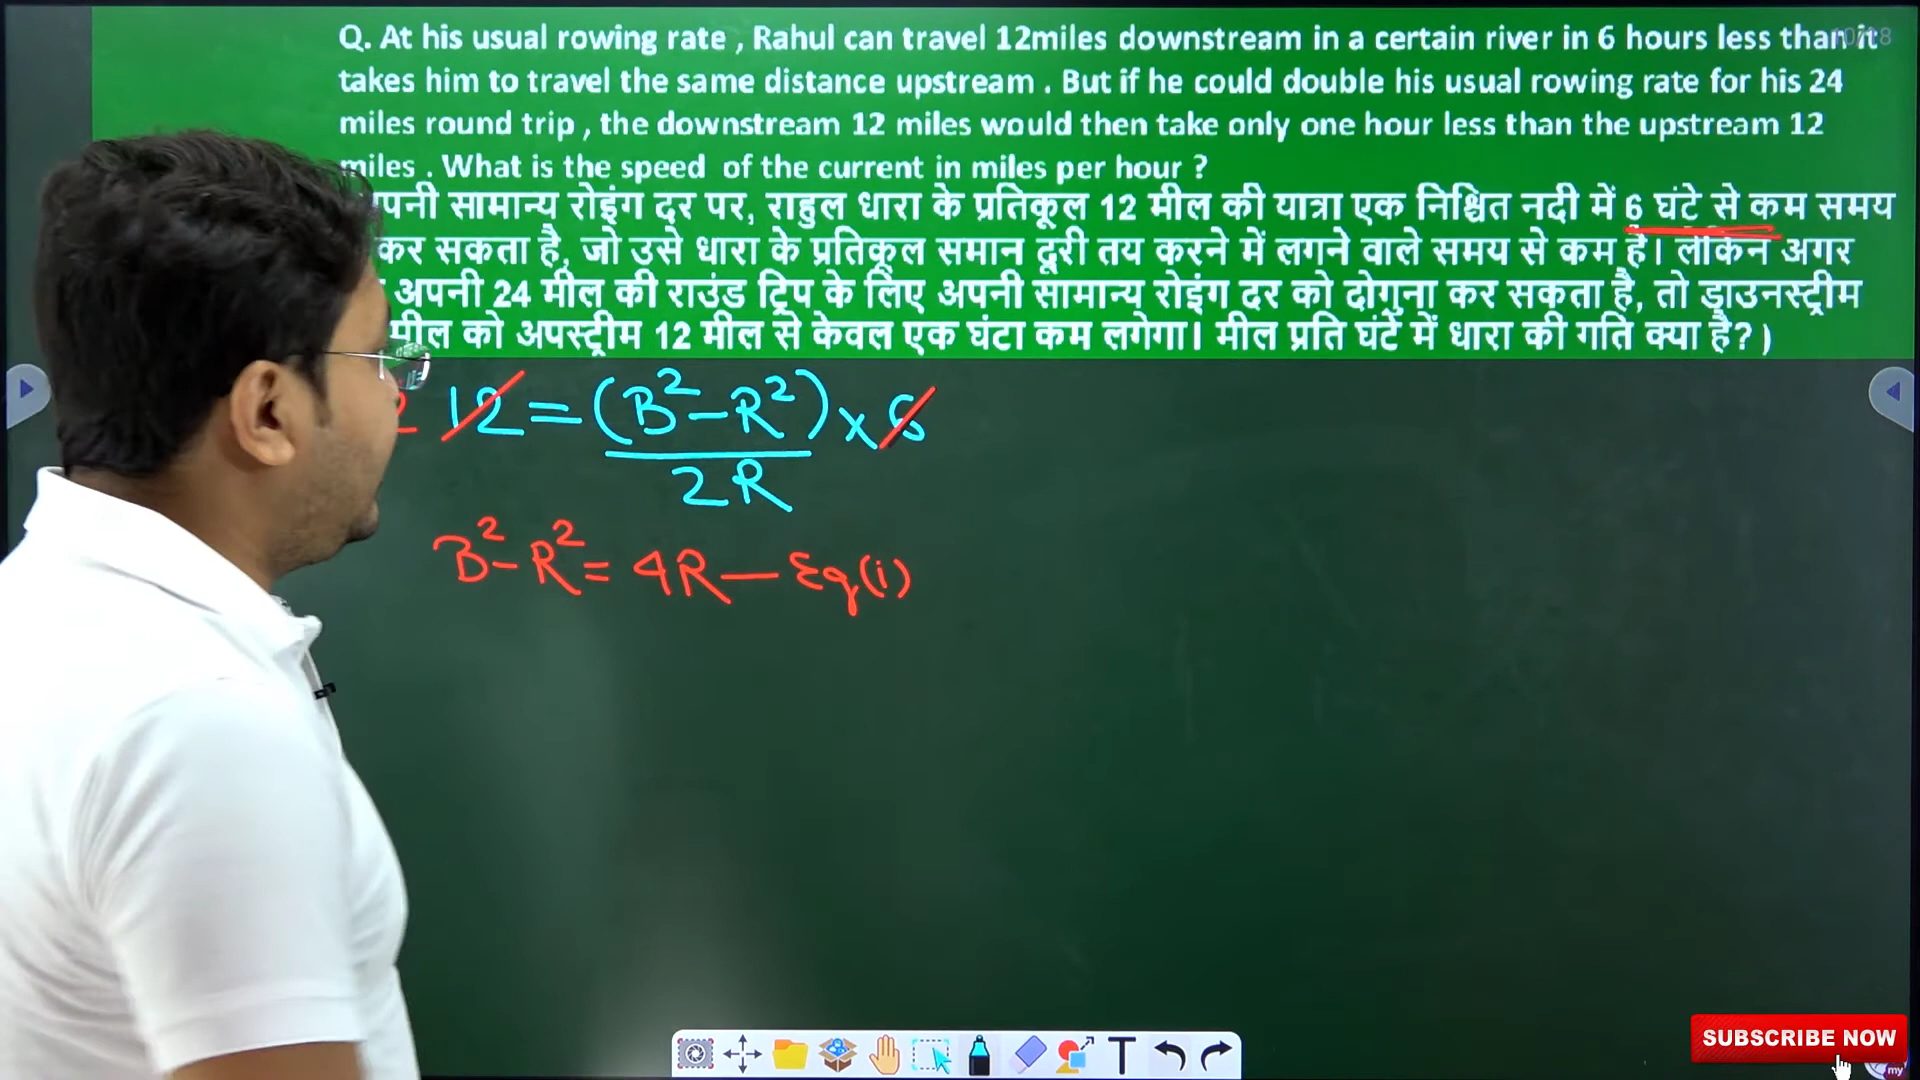 Q. At his usual rowing rate , Rahul can travel 12miles downstream in a certain river in 6 hours less than it
takes him to travel the same distance upstream . But if he could double his usual rowing rate for his 24
miles round trip , the downstream 12 miles would then take only one hour less than the upstream 12
miles . What is the speed of the current in miles per hour ?
पनी सामान्य रोइंग दर पर, राहुल धारा के प्रतिकूल 12 मील की यात्रा एक निश्चित नदी में 6 घंटे से कम समय
कर सकता है, जो उसे धारा के प्रतिकूल समान दूरी तय करने में लगने वाले समय से कम है। लेकिन अगर
अपनी 24 मील की राउंड ट्रिप के लिए अपनी सामान्य रोइंग दर को दोगुना कर सकता है, तो डाउनस्ट्रीम
मील को अपस्ट्रीम 12 मील से केवल एक घंटा कम लगेगा। मील प्रति घंटे में धारा की गति क्या है? )
2 12 = (B²-R²) × 6
2R
B²-R² = 4R — Eq(i)
T
SUBSCRIBE NOW
my